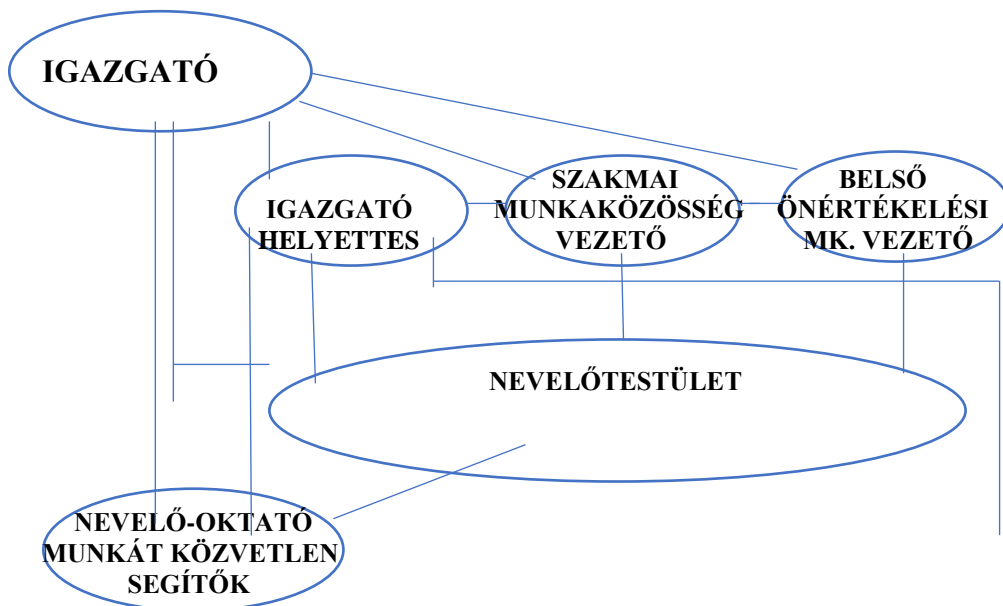 IGAZGATÓ
IGAZGATÓ
HELYETTES
SZAKMAI
MUNKAKÖZÖSSÉG
VEZETŐ
BELSŐ
ÖNÉRTÉKELÉSI
MK. VEZETŐ
NEVELŐTESTÜLET
NEVELŐ-OKTATÓ
MUNKÁT KÖZVETLEN
SEGÍTŐK